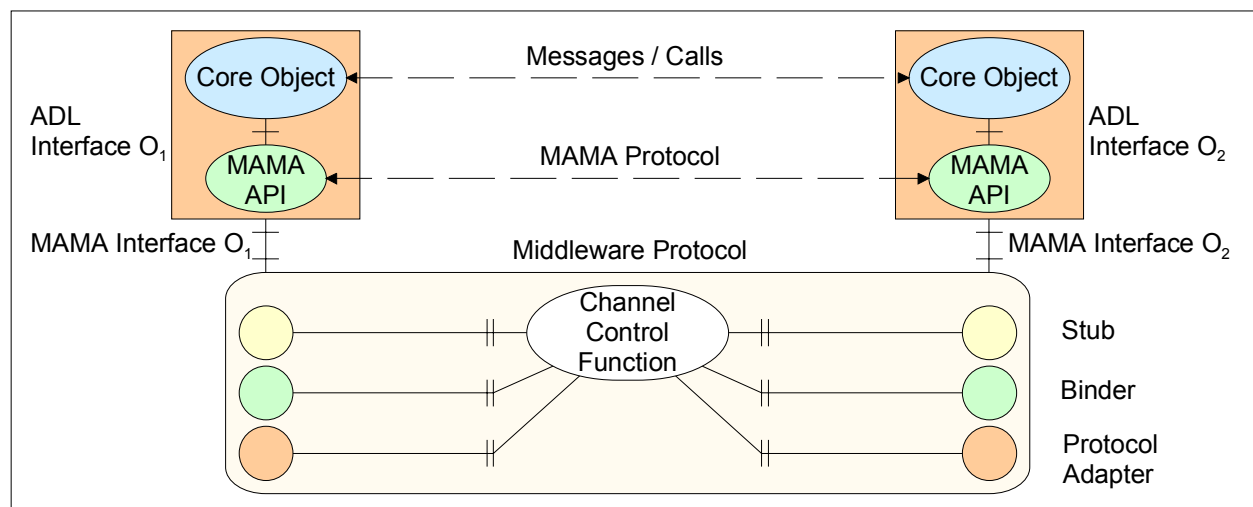 Messages / Calls
Core Object
Core Object
ADL
Interface O₁
ADL
Interface O₂
MAMA Protocol
MAMA
API
MAMA
API
MAMA Interface O₁
MAMA Interface O₂
Middleware Protocol
Channel
Control
Function
Stub
Binder
Protocol
Adapter